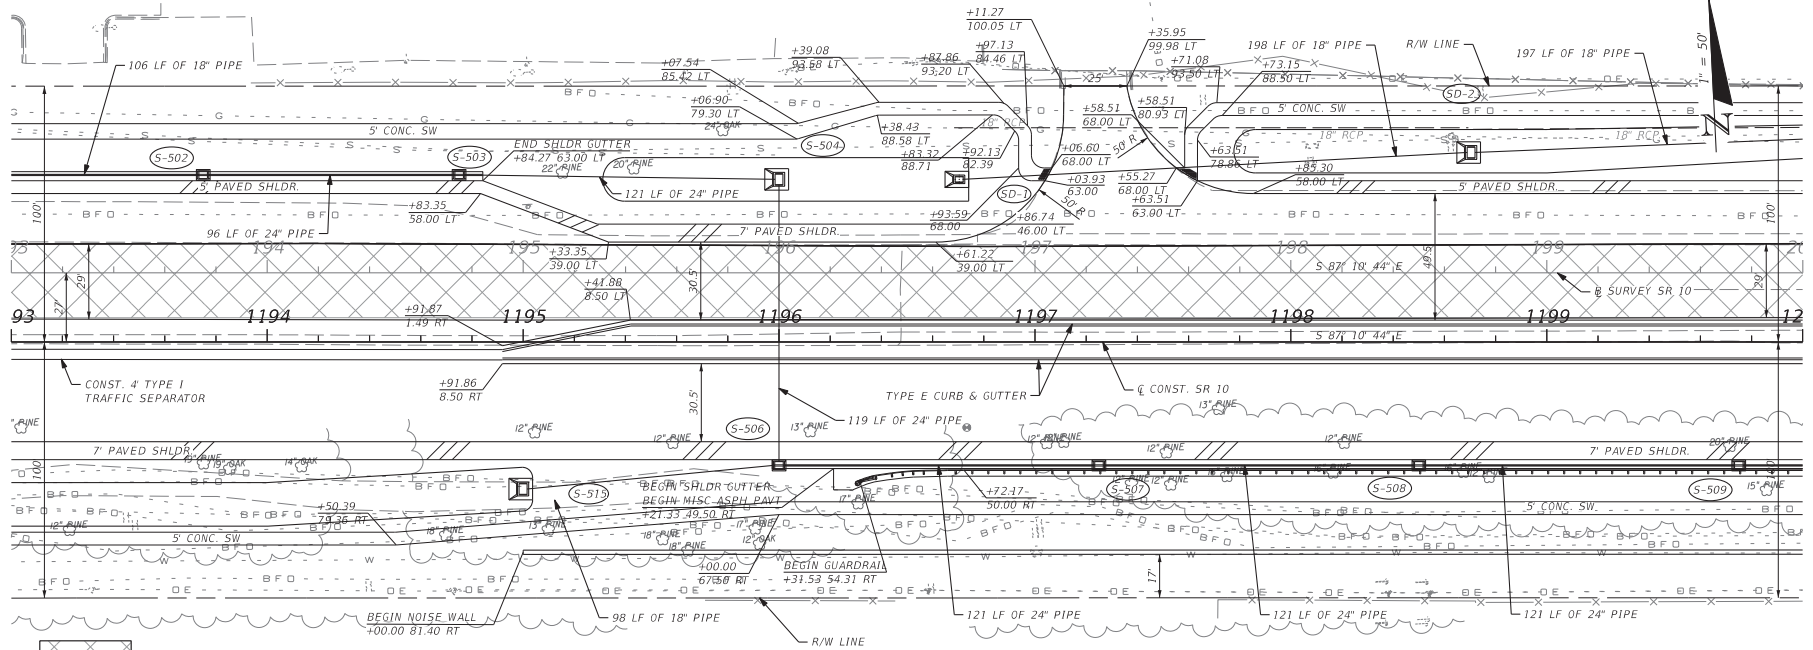 +11.27
100.05 LT
+39.08
93.58 LT
+87.86
93.20 LT
+97.13
84.46 LT
+35.95
99.98 LT
+71.08
93.50 LT
198 LF OF 18" PIPE
R/W LINE
197 LF OF 18" PIPE
1" = 50'
N
106 LF OF 18" PIPE
+07.54
85.42 LT
+73.15
88.50 LT
25'
SD-2
+06.90
79.30 LT
24" OAK
+58.51
68.00 LT
+58.51
80.93 LT
5' CONC. SW
5' CONC. SW
18" RCP
18" RCP
18" RCP
+38.43
88.58 LT
END SHLDR GUTTER
+84.27 63.00 LT
S-504
S-502
S-503
22" PINE
20" PINE
+83.32
88.71
+92.13
82.39
+06.60
68.00 LT
50' R
+63.51
78.86 LT
+85.30
58.00 LT
5' PAVED SHLDR.
121 LF OF 24" PIPE
SD-1
+03.93
63.00
50' R
+55.27
68.00 LT
+63.51
63.00 LT
5' PAVED SHLDR.
100'
+83.35
58.00 LT
96 LF OF 24" PIPE
7' PAVED SHLDR.
+93.59
68.00
+86.74
46.00 LT
100'
93
194
195
196
197
198
199
20
+33.35
39.00 LT
+61.22
39.00 LT
49.5'
S 87° 10' 44" E
29'
27'
+41.88
8.50 LT
30.5'
℄ SURVEY SR 10
29'
+91.87
1.49 RT
93
1194
1195
1196
1197
1198
1199
12
S 87° 10' 44" E
CONST. 4' TYPE I
TRAFFIC SEPARATOR
+91.86
8.50 RT
30.5'
TYPE E CURB & GUTTER
℄ CONST. SR 10
119 LF OF 24" PIPE
S-506
12" PINE
13" PINE
12" PINE
13" PINE
12" PINE
12" PINE
20" PINE
7' PAVED SHLDR.
7' PAVED SHLDR.
100'
19" OAK
14" OAK
S-515
BEGIN SHLDR GUTTER
BEGIN MISC ASPH PAVT
+21.33 49.50 RT
17" PINE
+72.17
50.00 RT
S-507
12" PINE
S-508
S-509
15" PINE
+50.39
79.36 RT
12" PINE
18" PINE
13" PINE
17" PINE
18" PINE
18" PINE
12" OAK
5' CONC. SW
5' CONC. SW
+00.00
67.50 RT
BEGIN GUARDRAIL
+31.53 54.31 RT
17'
BEGIN NOISE WALL
+00.00 81.40 RT
98 LF OF 18" PIPE
R/W LINE
121 LF OF 24" PIPE
121 LF OF 24" PIPE
121 LF OF 24" PIPE